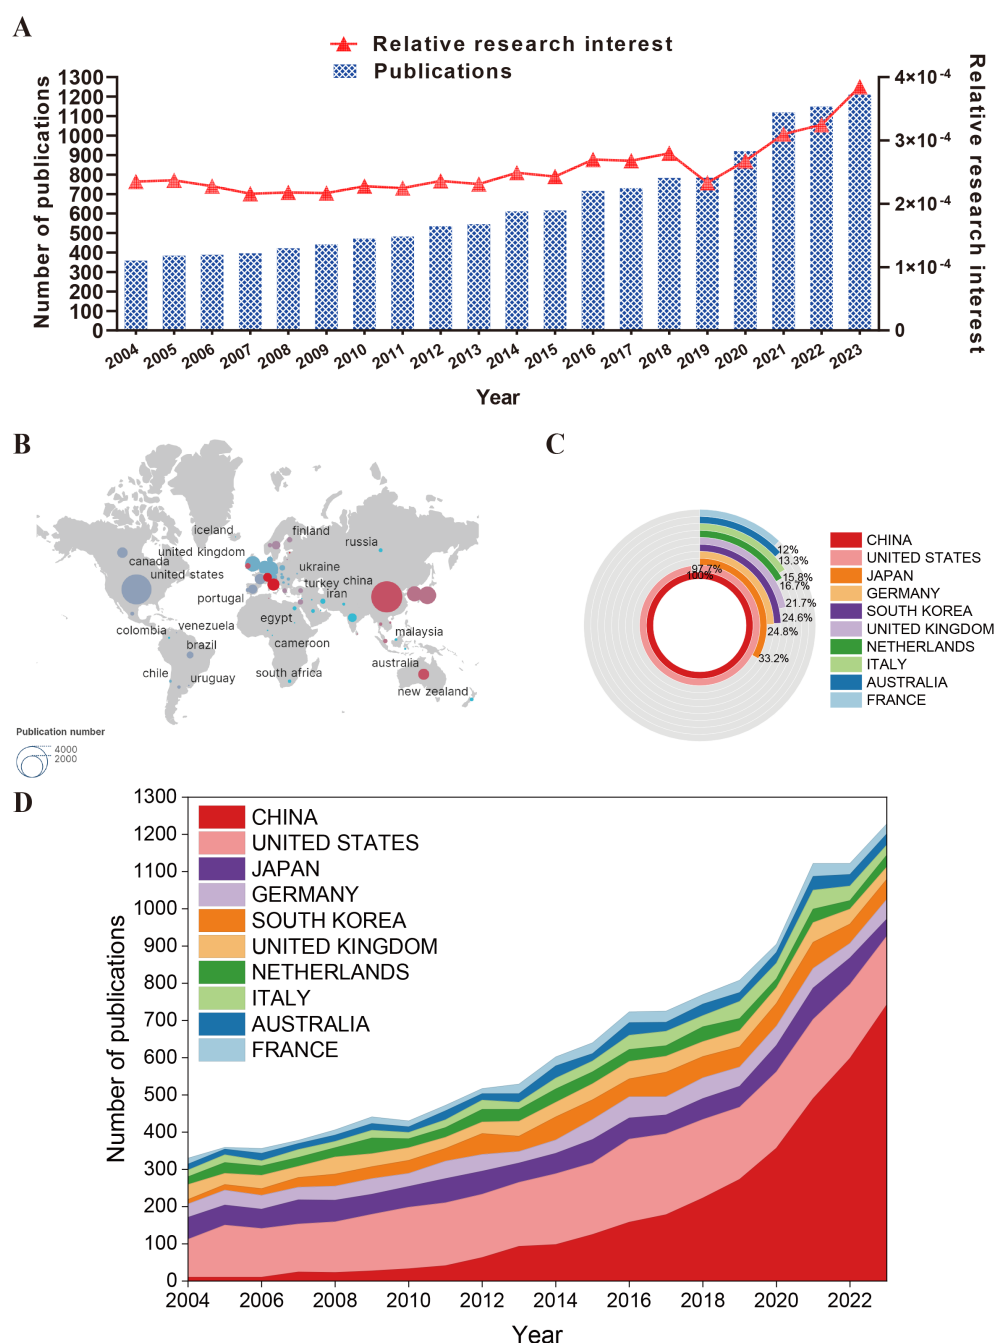 A
Relative research interest
Publications
Number of publications
1300
1200
1100
1000
900
800
700
600
500
400
300
200
100
0
4×10⁻⁴
3×10⁻⁴
2×10⁻⁴
1×10⁻⁴
0
Relative research interest
2004 2005 2006 2007 2008 2009 2010 2011 2012 2013 2014 2015 2016 2017 2018 2019 2020 2021 2022 2023
Year
B
iceland
finland
russia
united kingdom
canada
ukraine
united states
turkey
china
iran
portugal
egypt
colombia
venezuela
malaysia
brazil
cameroon
australia
chile
uruguay
south africa
new zealand
Publication number
4000
2000
C
12%
13.3%
15.8%
16.7%
21.7%
24.6%
24.8%
33.2%
97.7%
100%
CHINA
UNITED STATES
JAPAN
GERMANY
SOUTH KOREA
UNITED KINGDOM
NETHERLANDS
ITALY
AUSTRALIA
FRANCE
D
Number of publications
1300
1200
1100
1000
900
800
700
600
500
400
300
200
100
0
CHINA
UNITED STATES
JAPAN
GERMANY
SOUTH KOREA
UNITED KINGDOM
NETHERLANDS
ITALY
AUSTRALIA
FRANCE
2004 2006 2008 2010 2012 2014 2016 2018 2020 2022
Year